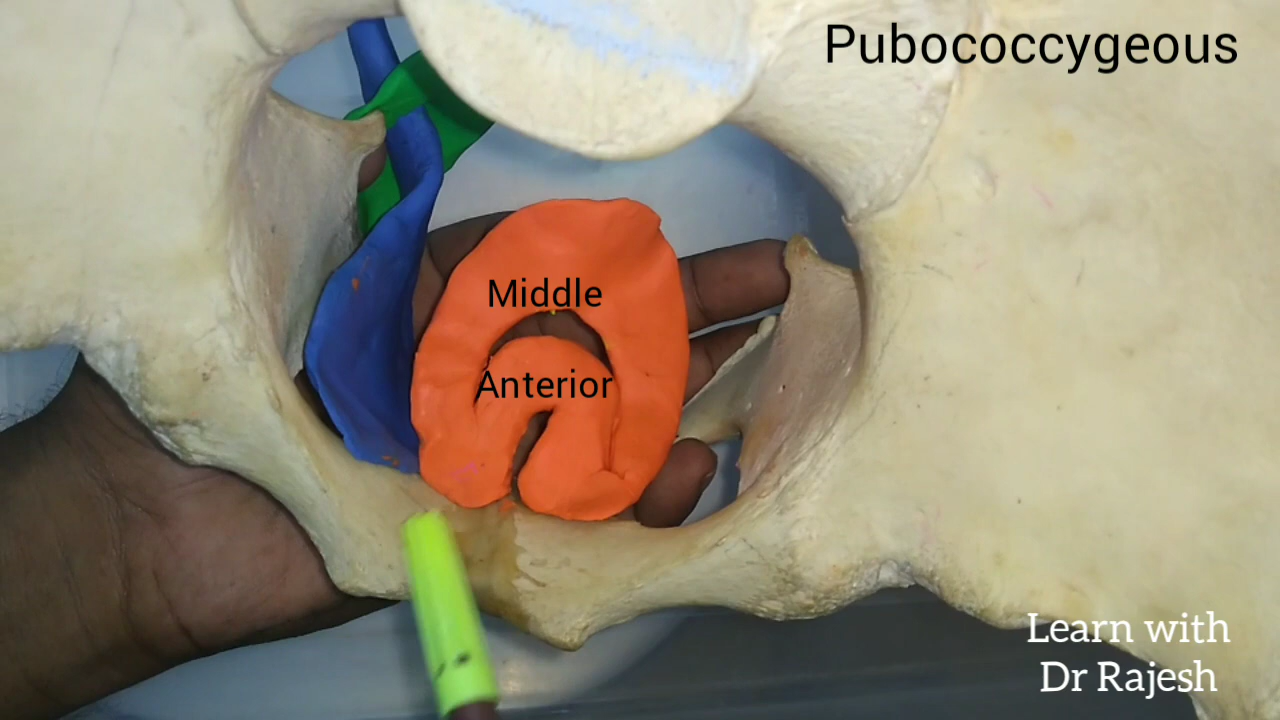 Pubococcygeous
Middle
Anterior
Learn with
Dr Rajesh